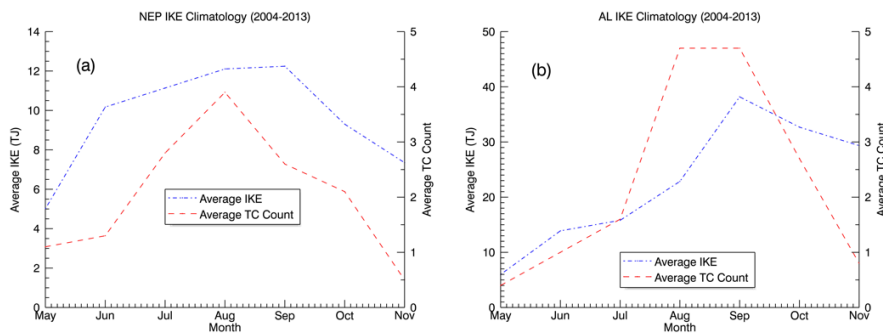 NEP IKE Climatology (2004-2013)
14
12
10
8
6
4
2
0
5
4
3
2
1
0
Average IKE (TJ)
Average TC Count
(a)
Average IKE
Average TC Count
May Jun Jul Aug Sep Oct Nov
Month
AL IKE Climatology (2004-2013)
50
40
30
20
10
0
5
4
3
2
1
0
Average IKE (TJ)
Average TC Count
(b)
Average IKE
Average TC Count
May Jun Jul Aug Sep Oct Nov
Month